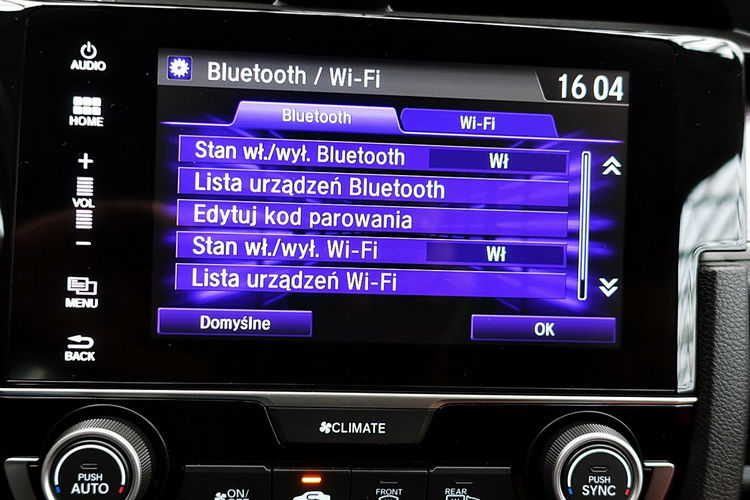 AUDIO
Bluetooth / Wi-Fi
16 04
HOME
Bluetooth
Wi-Fi
Stan wł./wył. Bluetooth Wł
Lista urządzeń Bluetooth
VOL
Edytuj kod parowania
Stan wł./wył. Wi-Fi Wł
Lista urządzeń Wi-Fi
MENU
Domyślne
OK
BACK
CLIMATE
PUSH
AUTO
ON/
FRONT
REAR
PUSH
SYNC